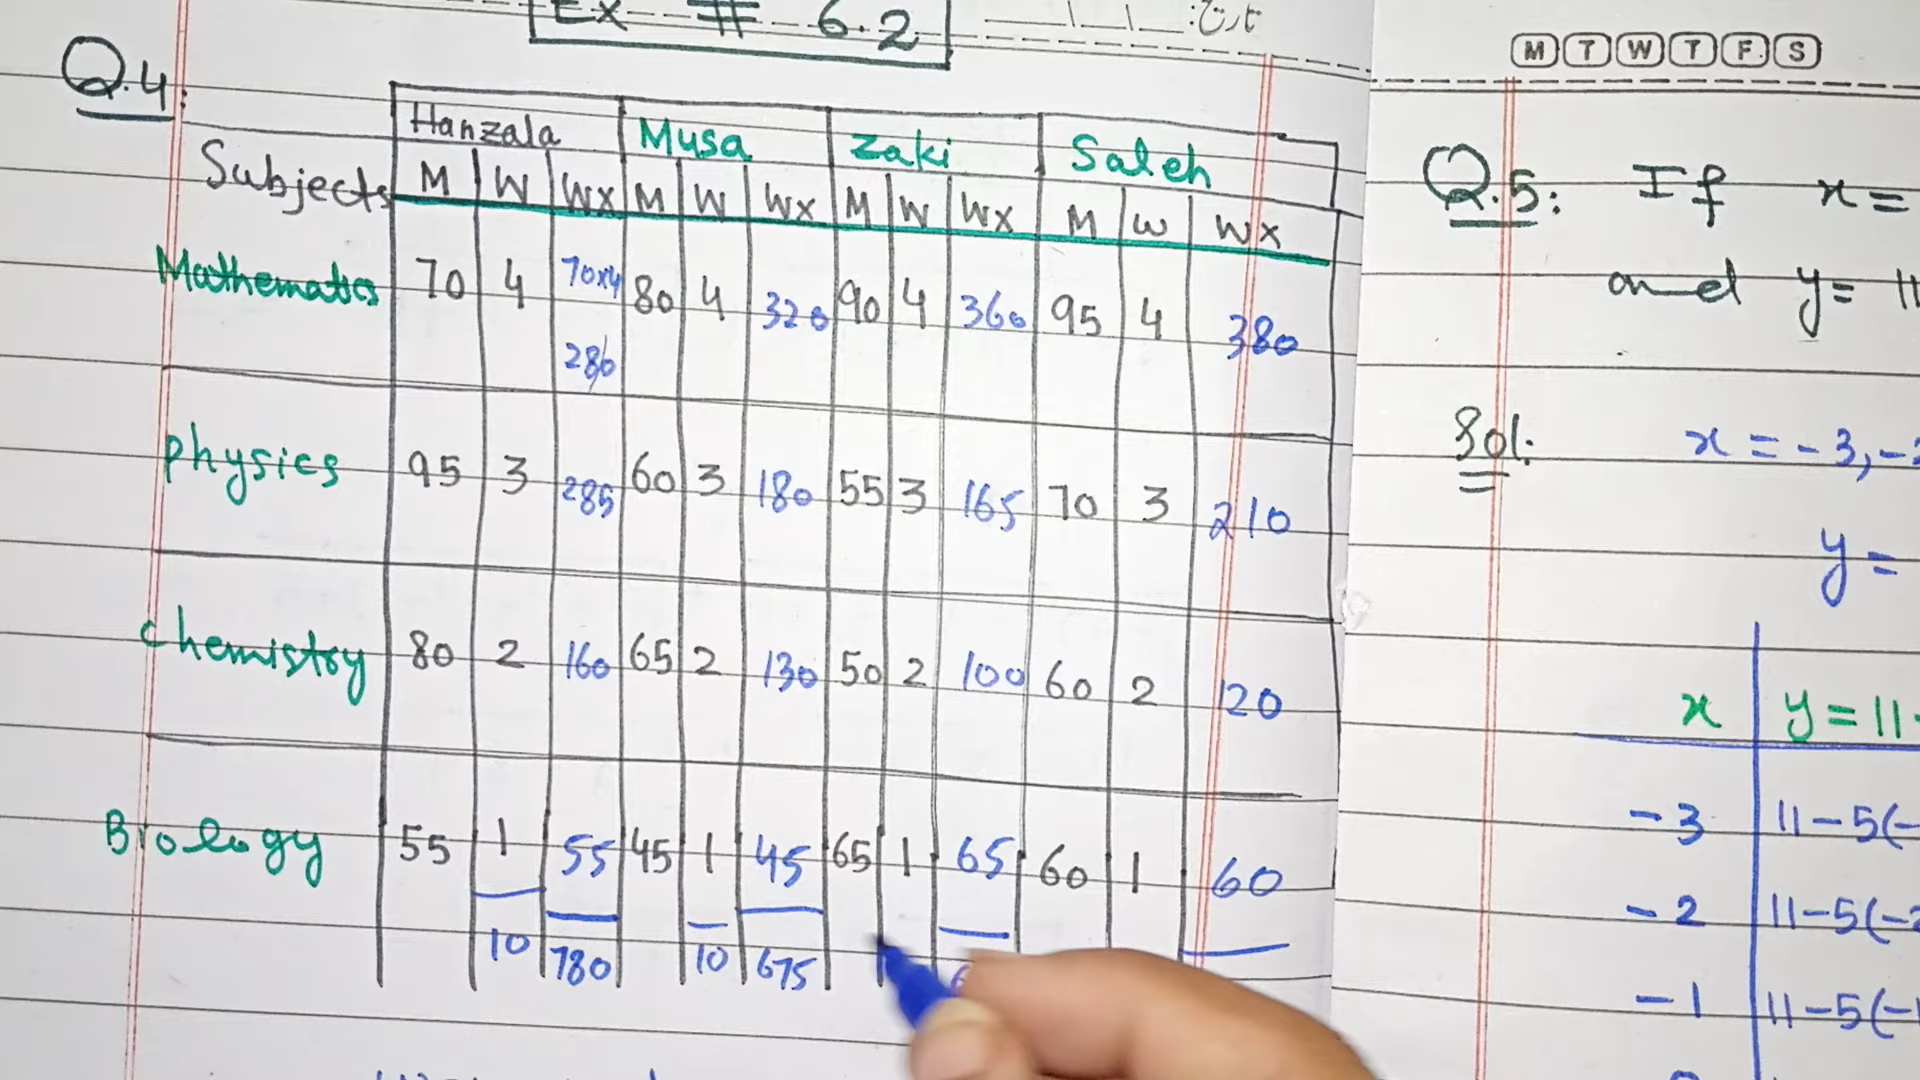 Ex # 6.2
تاریخ:
M T W T F S
Q.4:
Hanzala Musa Zaki Saleh
Subjects M W WX M W WX M W WX M W WX
Mathematics 70 4 70x4 80 4 320 90 4 360 95 4 380
280
Physics 95 3 285 60 3 180 55 3 165 70 3 210
Chemistry 80 2 160 65 2 130 50 2 100 60 2 120
Biology 55 1 55 45 1 45 65 1 65 60 1 60
10 780 10 675
Q.5: If x =
and y = 11
Sol:
x = -3, -2
y =
x y = 11-
-3 11-5(-
-2 11-5(-2
-1 11-5(-1